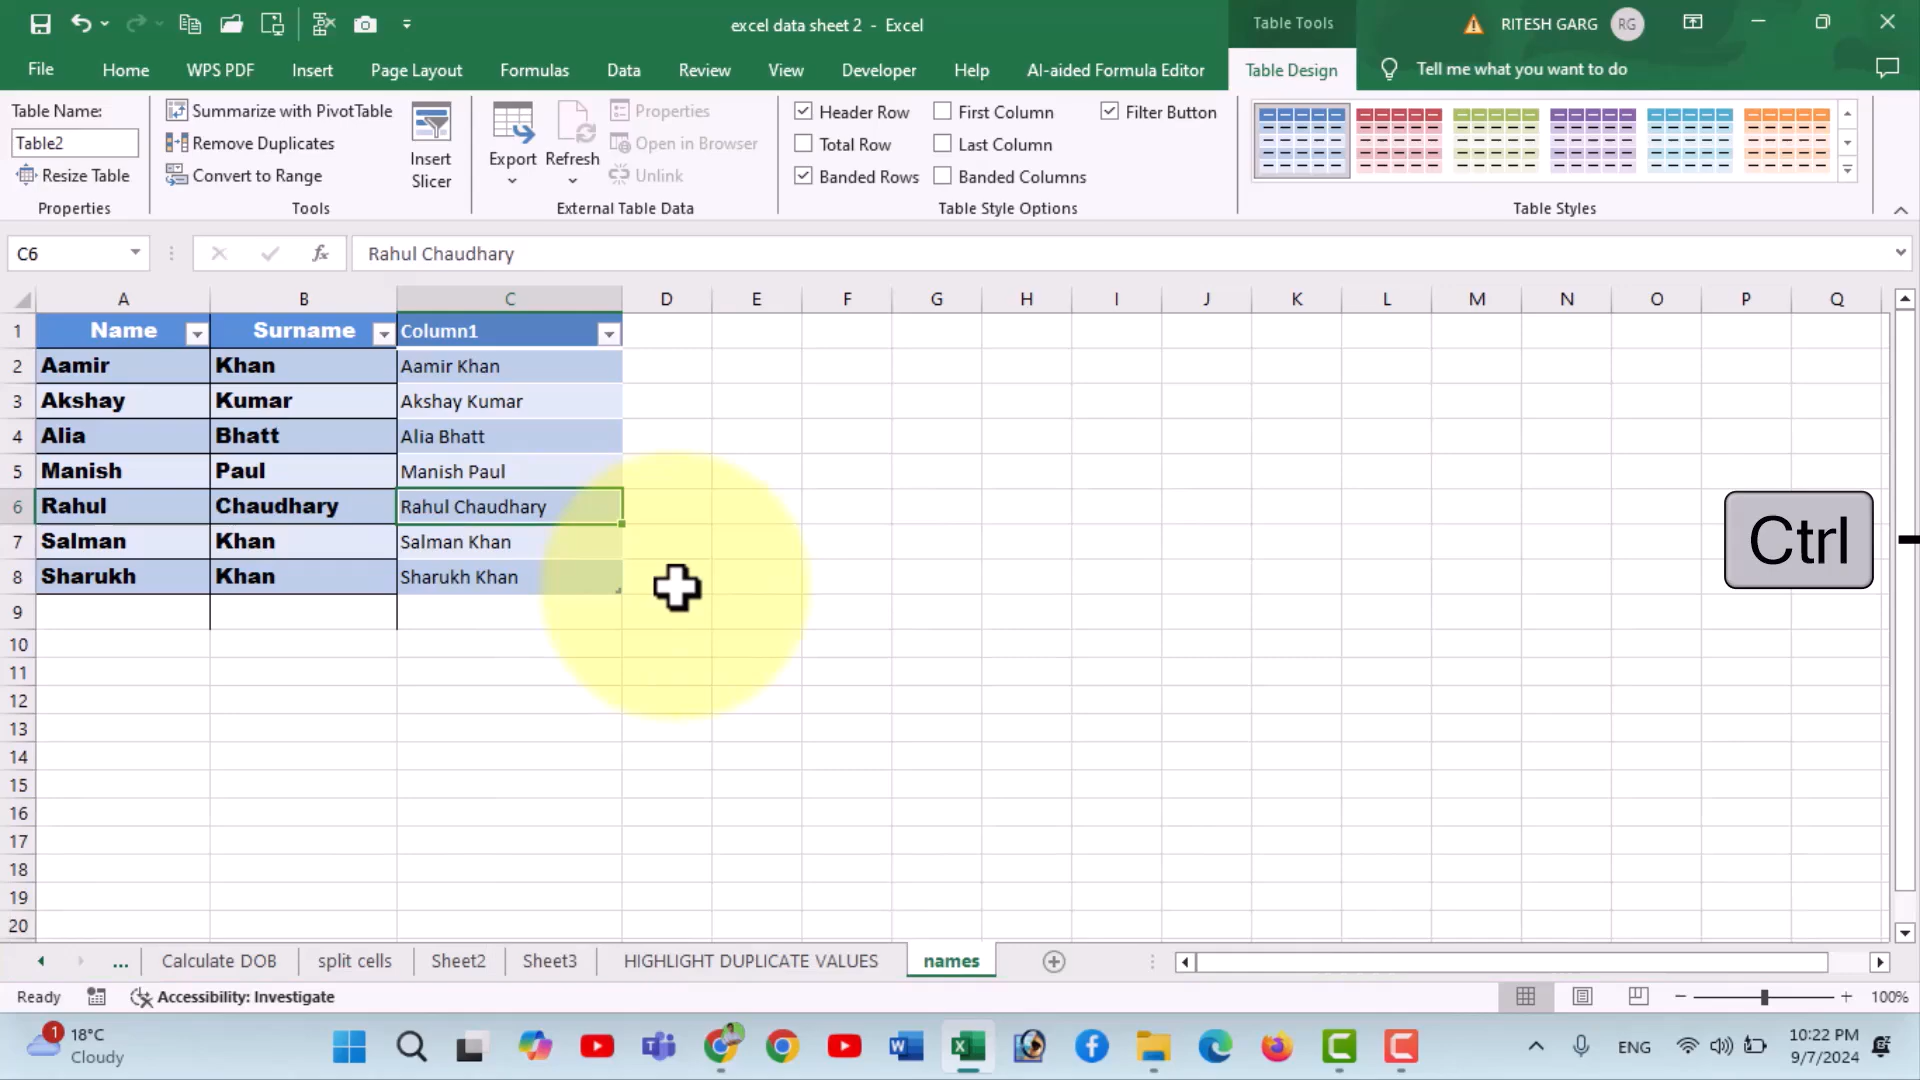 excel data sheet 2 - Excel
Table Tools
RITESH GARG
RG
File Home WPS PDF Insert Page Layout Formulas Data Review View Developer Help AI-aided Formula Editor Table Design Tell me what you want to do
Table Name:
Table2
Resize Table
Properties
Summarize with PivotTable
Remove Duplicates
Convert to Range
Tools
Insert
Slicer
Export
Refresh
Properties
Open in Browser
Unlink
External Table Data
Header Row First Column Filter Button
Total Row Last Column
Banded Rows Banded Columns
Table Style Options
Table Styles
C6
fx
Rahul Chaudhary
A B C D E F G H I J K L M N O P Q
1 Name Surname Column1
2 Aamir Khan Aamir Khan
3 Akshay Kumar Akshay Kumar
4 Alia Bhatt Alia Bhatt
5 Manish Paul Manish Paul
6 Rahul Chaudhary Rahul Chaudhary
7 Salman Khan Salman Khan
8 Sharukh Khan Sharukh Khan
9
10
11
12
13
14
15
16
17
18
19
20
Ctrl
... Calculate DOB split cells Sheet2 Sheet3 HIGHLIGHT DUPLICATE VALUES names
Ready Accessibility: Investigate 100%
1
18°C
Cloudy
ENG
10:22 PM
9/7/2024